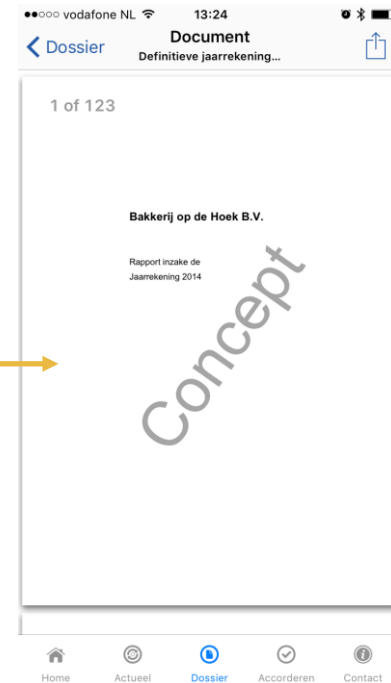 vodafone NL 13:24
Dossier
Document
Definitieve jaarrekening...
1 of 123
Bakkerij op de Hoek B.V.
Rapport inzake de
Jaarrekening 2014
Concept
Home Actueel Dossier Accorderen Contact